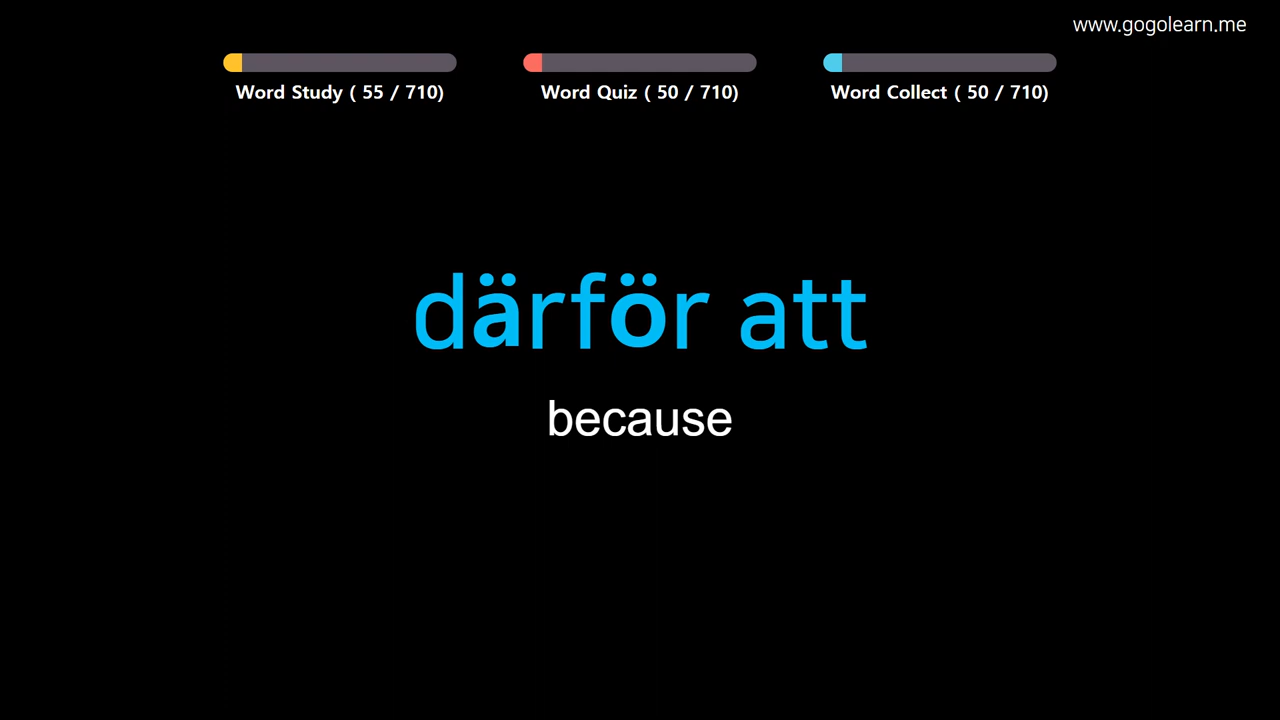 www.gogolearn.me
Word Study ( 55 / 710)
Word Quiz ( 50 / 710)
Word Collect ( 50 / 710)
därför att
because